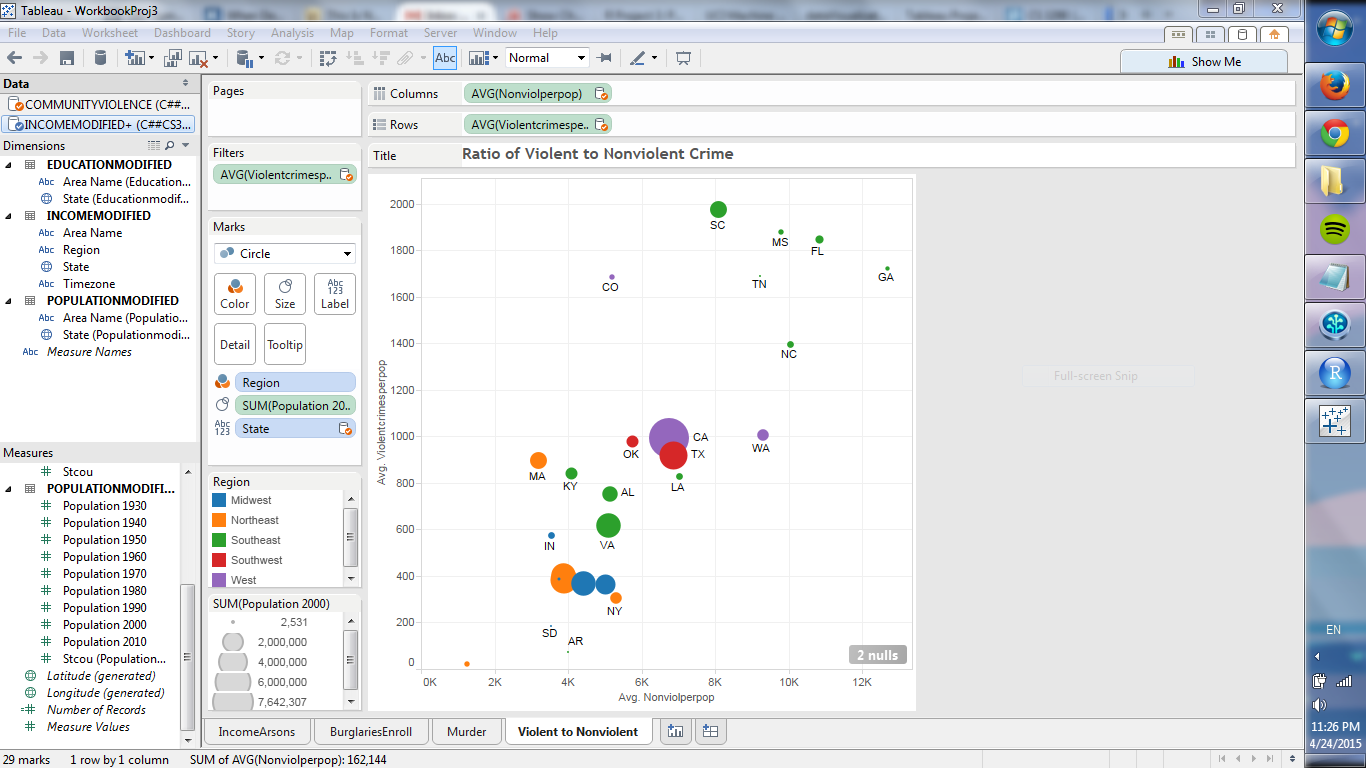 Tableau - WorkbookProj3
File Data Worksheet Dashboard Story Analysis Map Format Server Window Help
Abc
Normal
Show Me
Data
COMMUNITYVIOLENCE (C##...
INCOMEMODIFIED+ (C##CS3...
Dimensions
EDUCATIONMODIFIED
Abc Area Name (Education...
State (Educationmodif...
INCOMEMODIFIED
Abc Area Name
Abc Region
State
Abc Timezone
POPULATIONMODIFIED
Abc Area Name (Populatio...
State (Populationmodi...
Abc Measure Names
Measures
Stcou
POPULATIONMODIFI...
Population 1930
Population 1940
Population 1950
Population 1960
Population 1970
Population 1980
Population 1990
Population 2000
Population 2010
Stcou (Population...
Latitude (generated)
Longitude (generated)
Number of Records
Measure Values
Pages
Filters
AVG(Violentcrimesp..
Marks
Circle
Color
Size
Abc
123
Label
Detail
Tooltip
Region
SUM(Population 20..
Abc
123
State
Region
Midwest
Northeast
Southeast
Southwest
West
SUM(Population 2000)
2,531
2,000,000
4,000,000
6,000,000
7,642,307
Columns
AVG(Nonviolperpop)
Rows
AVG(Violentcrimespe..
Title
Ratio of Violent to Nonviolent Crime
Avg. Violentcrimesperpop
2000
1800
1600
1400
1200
1000
800
600
400
200
0
SC
MS
FL
GA
TN
CO
NC
CA
WA
OK
TX
MA
KY
LA
AL
VA
IN
NY
SD
AR
2 nulls
0K 2K 4K 6K 8K 10K 12K
Avg. Nonviolperpop
Full-screen Snip
IncomeArsons
BurglariesEnroll
Murder
Violent to Nonviolent
29 marks
1 row by 1 column
SUM of AVG(Nonviolperpop): 162,144
R
EN
11:26 PM
4/24/2015